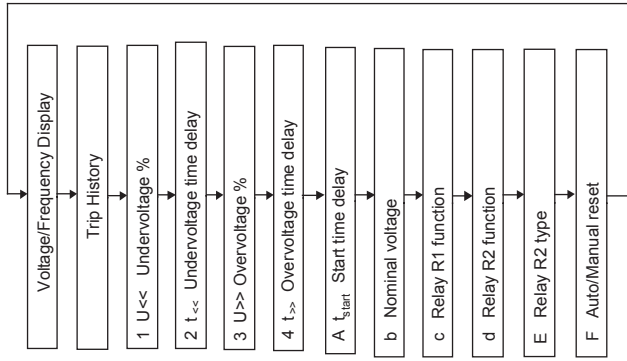 Voltage/Frequency Display
Trip History
1 U<< Undervoltage %
2 t<< Undervoltage time delay
3 U>> Overvoltage %
4 t>> Overvoltage time delay
A tstart Start time delay
b Nominal voltage
c Relay R1 function
d Relay R2 function
E Relay R2 type
F Auto/Manual reset